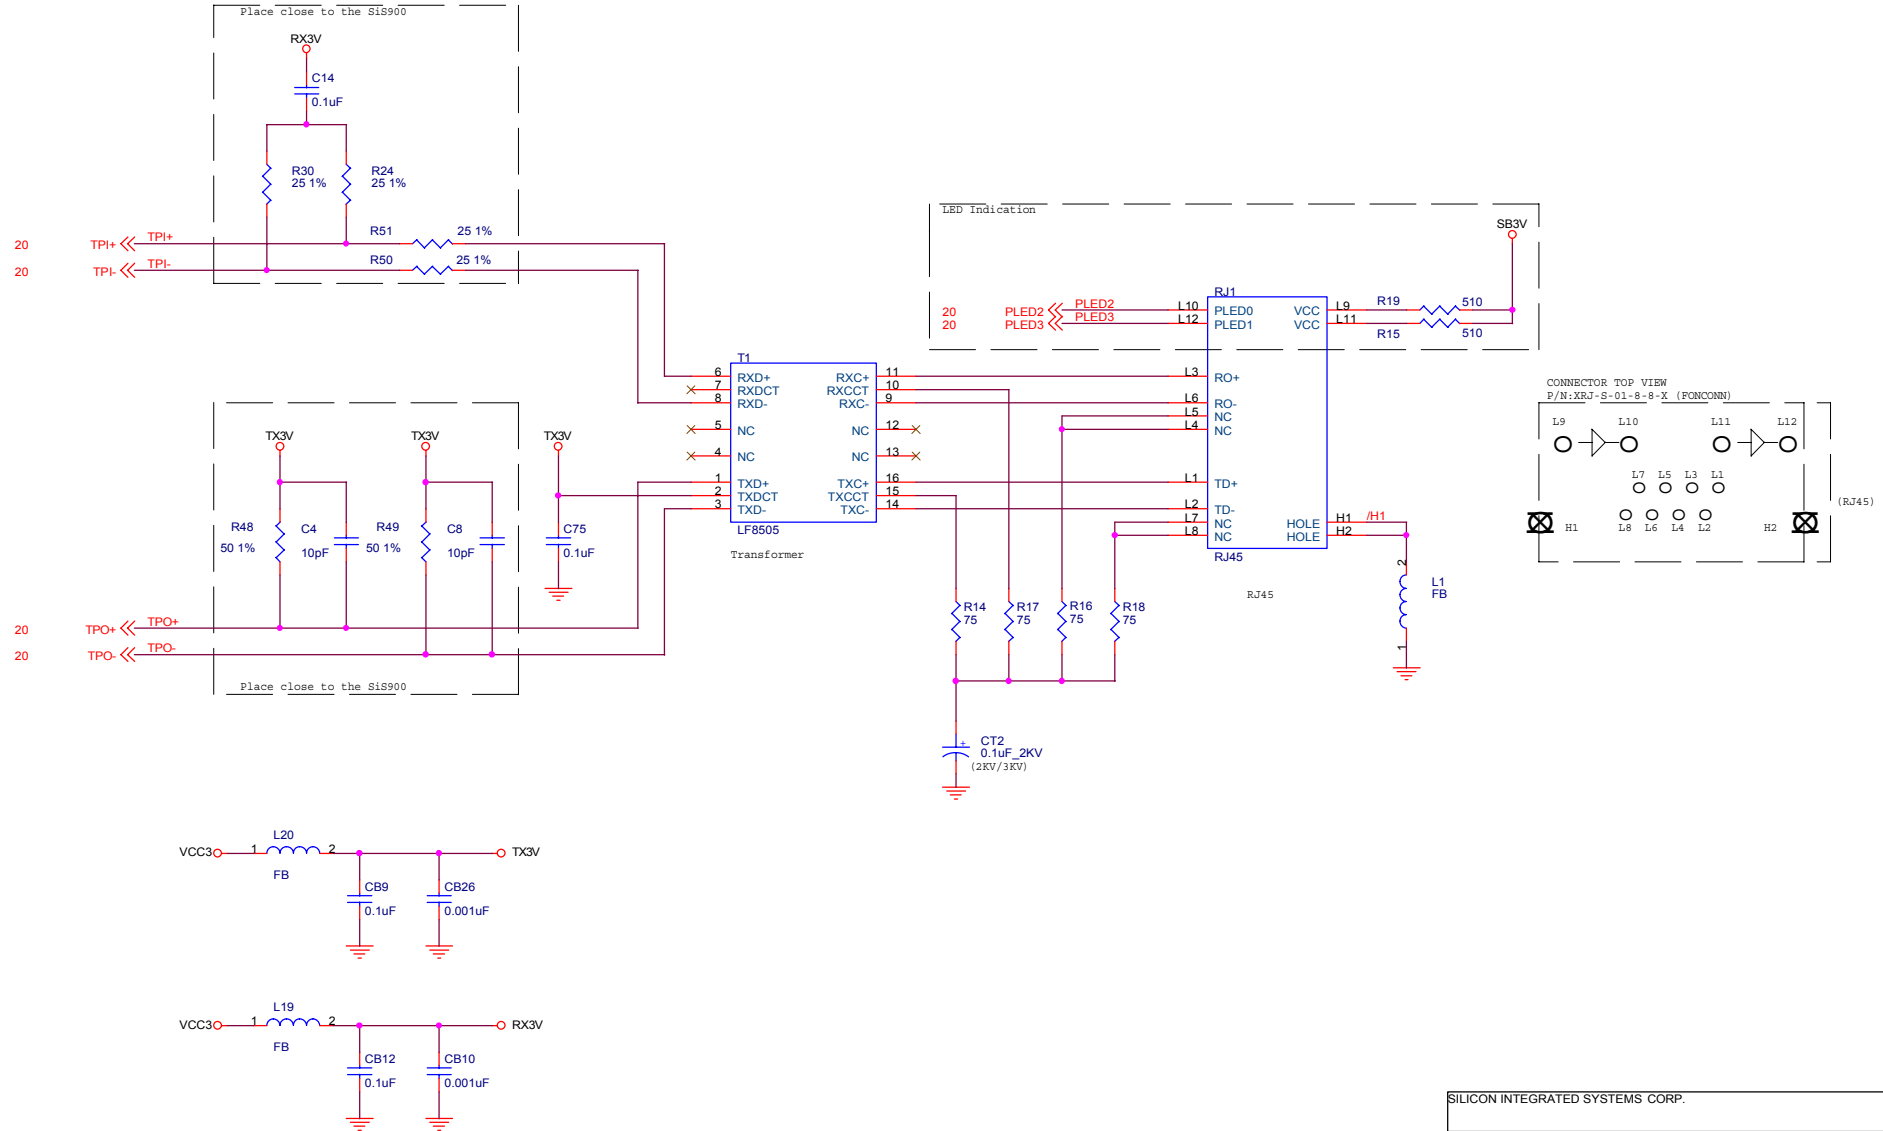 Place close to the SiS900
RX3V
C14
0.1uF
R30
25 1%
R24
25 1%
20 TPI+ TPI+ R51 25 1%
20 TPI- TPI- R50 25 1%
LED Indication
SB3V
RJ1
20 PLED2 PLED2 L10 PLED0 VCC L9 R19 510
20 PLED3 PLED3 L12 PLED1 VCC L11 R15 510
T1
6 RXD+ RXC+ 11 L3 RO+
7 RXDCT RXCCT 10
8 RXD- RXC- 9 L6 RO-
L5 NC
5 NC NC 12 L4 NC
4 NC NC 13
1 TXD+ TXC+ 16 L1 TD+
2 TXDCT TXCCT 15
3 TXD- TXC- 14 L2 TD-
L7 NC HOLE H1 /H1
L8 NC HOLE H2
LF8505
Transformer
RJ45
RJ45
TX3V TX3V TX3V
R48
50 1%
C4
10pF
R49
50 1%
C8
10pF
C75
0.1uF
20 TPO+ TPO+
20 TPO- TPO-
Place close to the SiS900
R14
75
R17
75
R16
75
R18
75
2
L1
FB
1
CT2
+
0.1uF_2KV
(2KV/3KV)
CONNECTOR TOP VIEW
P/N:XRJ-S-01-8-8-X (FONCONN)
L9 L10 L11 L12
L7 L5 L3 L1
(RJ45)
H1 L8 L6 L4 L2 H2
L20
VCC3 1 2 TX3V
FB
CB9
0.1uF
CB26
0.001uF
L19
VCC3 1 2 RX3V
FB
CB12
0.1uF
CB10
0.001uF
SILICON INTEGRATED SYSTEMS CORP.